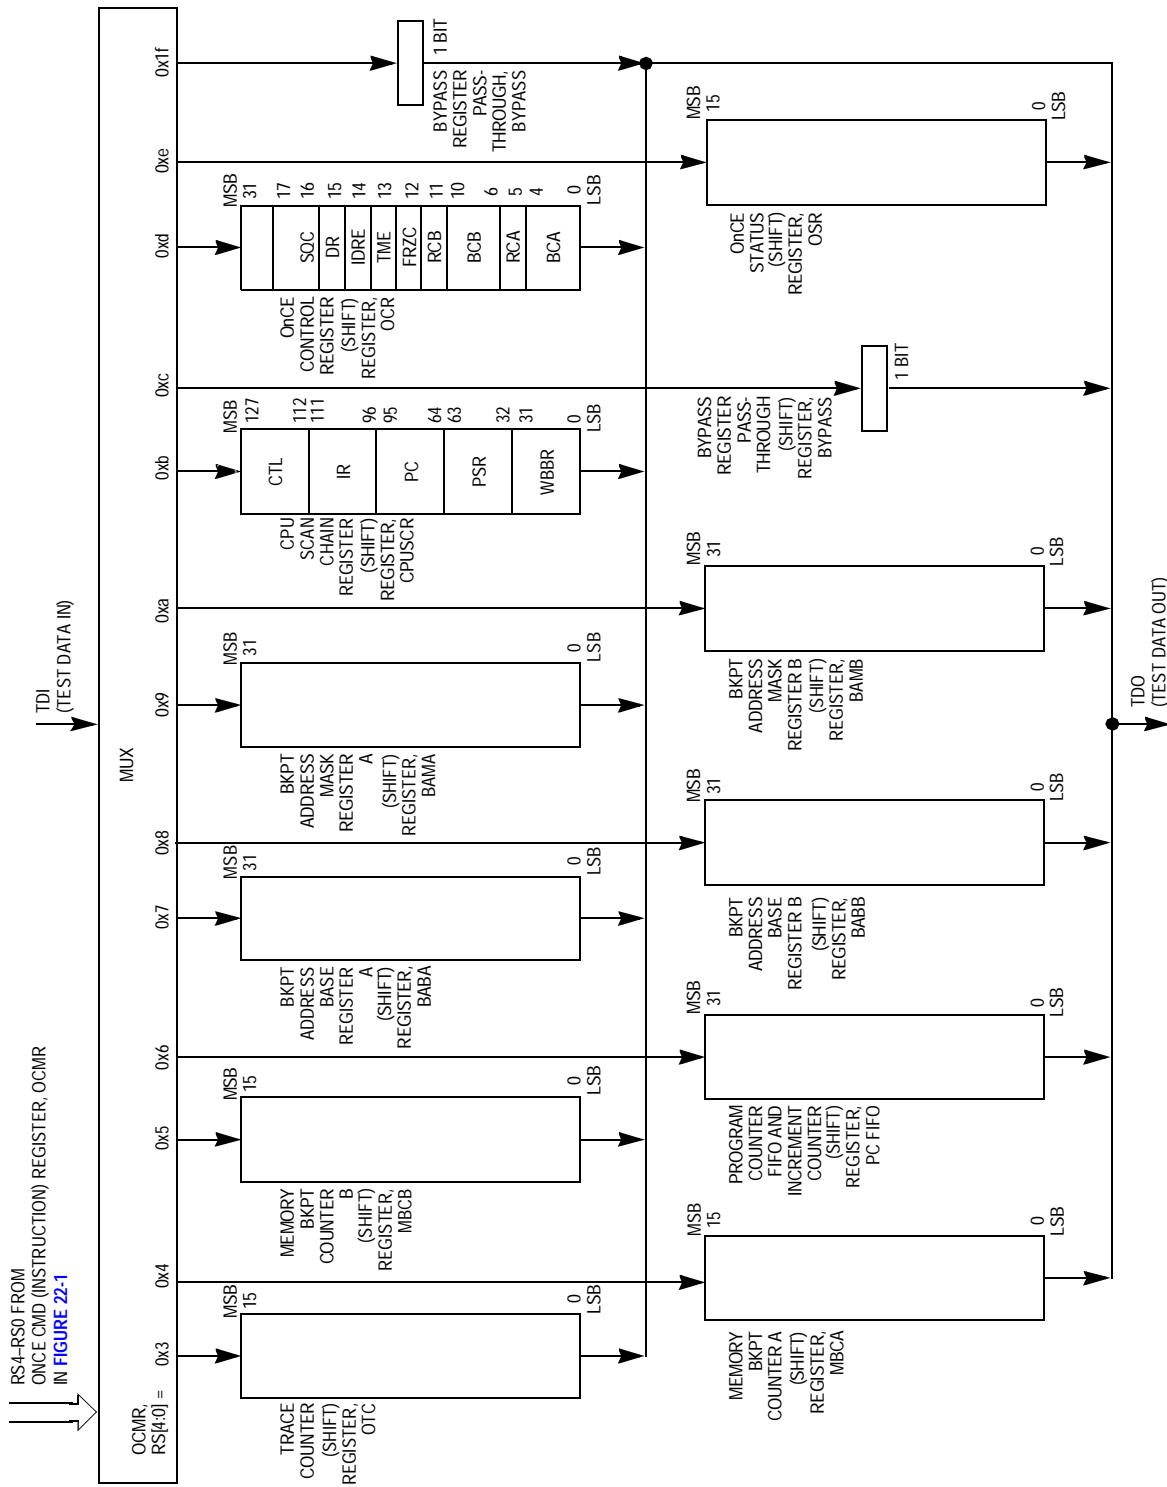 RS4–RS0 FROM
ONCE CMD (INSTRUCTION) REGISTER, OCMR
IN FIGURE 22-1
TDI
(TEST DATA IN)
MUX
OCMR,
RS[4:0] =
0x3
0x4
0x5
0x6
0x7
0x8
0x9
0xa
0xb
0xc
0xd
0xe
0x1f
TRACE
COUNTER
(SHIFT)
REGISTER,
OTC
MSB
15
0
LSB
MEMORY
BKPT
COUNTER
B
(SHIFT)
REGISTER,
MBCB
MSB
15
0
LSB
BKPT
ADDRESS
BASE
REGISTER
A
(SHIFT)
REGISTER,
BABA
MSB
31
0
LSB
BKPT
ADDRESS
MASK
REGISTER
A
(SHIFT)
REGISTER,
BAMA
MSB
31
0
LSB
CPU
SCAN
CHAIN
REGISTER
(SHIFT)
REGISTER,
CPUSCR
CTL
IR
PC
PSR
WBBR
MSB
127
112
111
96
95
64
63
32
31
0
LSB
OnCE
CONTROL
REGISTER
(SHIFT)
REGISTER,
OCR
SQC
DR
IDRE
TME
FRZC
RCB
BCB
RCA
BCA
MSB
31
17
16
15
14
13
12
11
10
6
5
4
0
LSB
1 BIT
BYPASS
REGISTER
PASS-
THROUGH,
BYPASS
MEMORY
BKPT
COUNTER A
(SHIFT)
REGISTER,
MBCA
MSB
15
0
LSB
PROGRAM
COUNTER
FIFO AND
INCREMENT
COUNTER
(SHIFT)
REGISTER,
PC FIFO
MSB
31
0
LSB
BKPT
ADDRESS
BASE
REGISTER B
(SHIFT)
REGISTER,
BABB
MSB
31
0
LSB
BKPT
ADDRESS
MASK
REGISTER B
(SHIFT)
REGISTER,
BAMB
MSB
31
0
LSB
BYPASS
REGISTER
PASS-
THROUGH
(SHIFT)
REGISTER,
BYPASS
1 BIT
OnCE
STATUS
(SHIFT)
REGISTER,
OSR
MSB
15
0
LSB
TDO
(TEST DATA OUT)